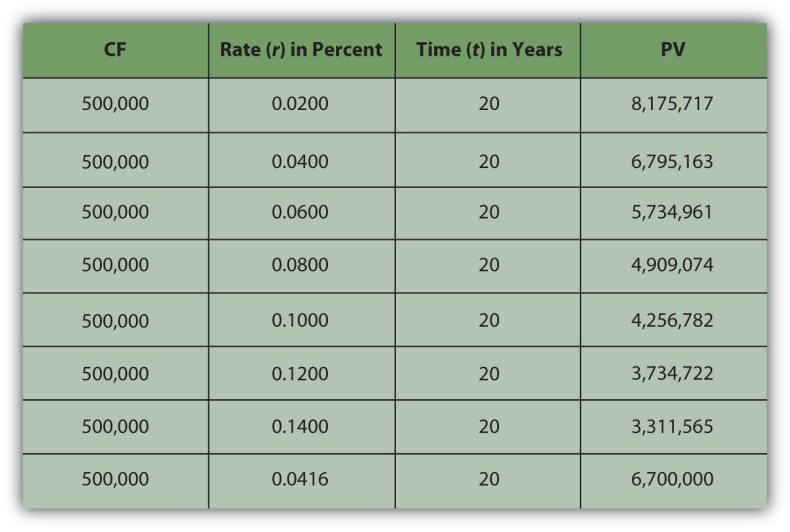 CF Rate (r) in Percent Time (t) in Years PV
500,000 0.0200 20 8,175,717
500,000 0.0400 20 6,795,163
500,000 0.0600 20 5,734,961
500,000 0.0800 20 4,909,074
500,000 0.1000 20 4,256,782
500,000 0.1200 20 3,734,722
500,000 0.1400 20 3,311,565
500,000 0.0416 20 6,700,000